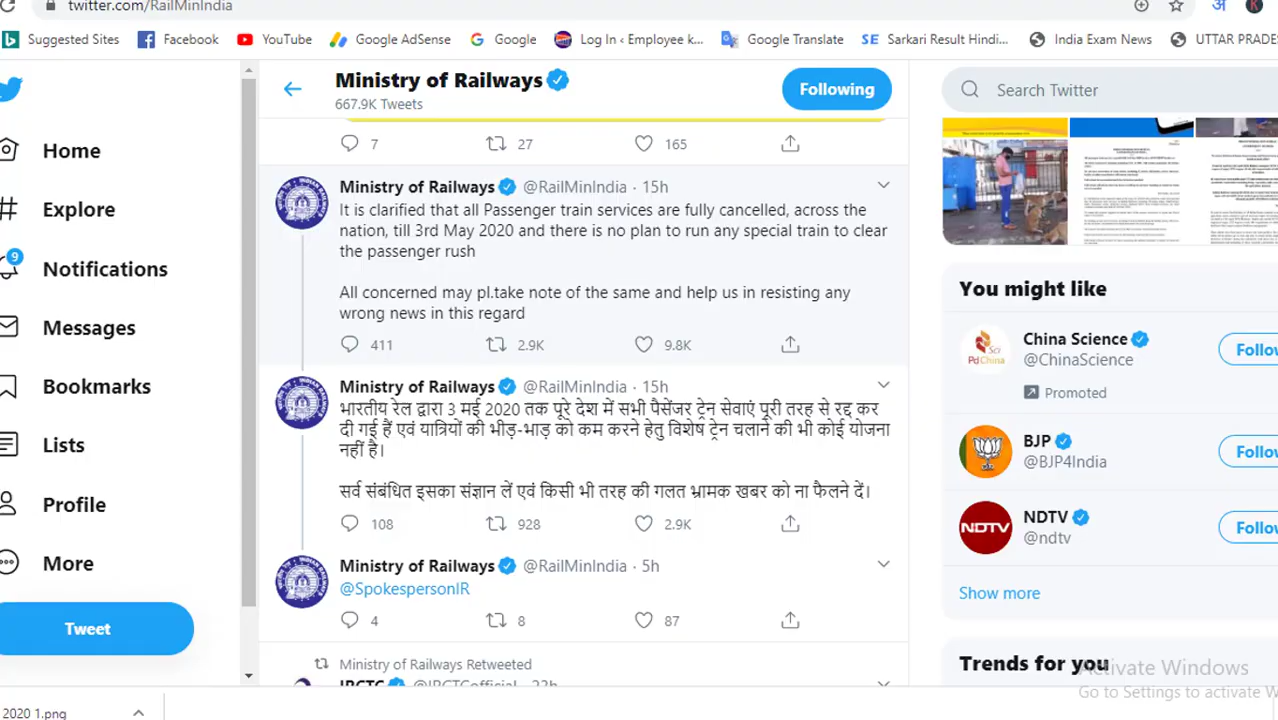 twitter.com/RailMinIndia
Suggested Sites
Facebook
YouTube
Google AdSense
Google
Log In ‹ Employee k...
Google Translate
SE Sarkari Result Hindi...
India Exam News
UTTAR PRADES
Home
Explore
9
Notifications
Messages
Bookmarks
Lists
Profile
More
Tweet
Ministry of Railways
667.9K Tweets
Following
7 27 165
Ministry of Railways @RailMinIndia · 15h
It is clarified that all Passenger train services are fully cancelled, across the
nation till 3rd May 2020 and there is no plan to run any special train to clear
the passenger rush
All concerned may pl.take note of the same and help us in resisting any
wrong news in this regard
411 2.9K 9.8K
Ministry of Railways @RailMinIndia · 15h
भारतीय रेल द्वारा 3 मई 2020 तक पूरे देश में सभी पैसेंजर ट्रेन सेवाएं पूरी तरह से रद्द कर
दी गई हैं एवं यात्रियों की भीड़-भाड़ को कम करने हेतु विशेष ट्रेन चलाने की भी कोई योजना
नहीं है।
सर्व संबंधित इसका संज्ञान लें एवं किसी भी तरह की गलत भ्रामक खबर को ना फैलने दें।
108 928 2.9K
Ministry of Railways @RailMinIndia · 5h
@SpokespersonIR
4 8 87
Ministry of Railways Retweeted
IRCTC @IRCTCofficial · 22h
Search Twitter
You might like
China Science
@ChinaScience
Promoted
Follow
BJP
@BJP4India
Follow
NDTV
NDTV
@ndtv
Follow
Show more
Trends for you
Activate Windows
Go to Settings to activate W
2020 1.png